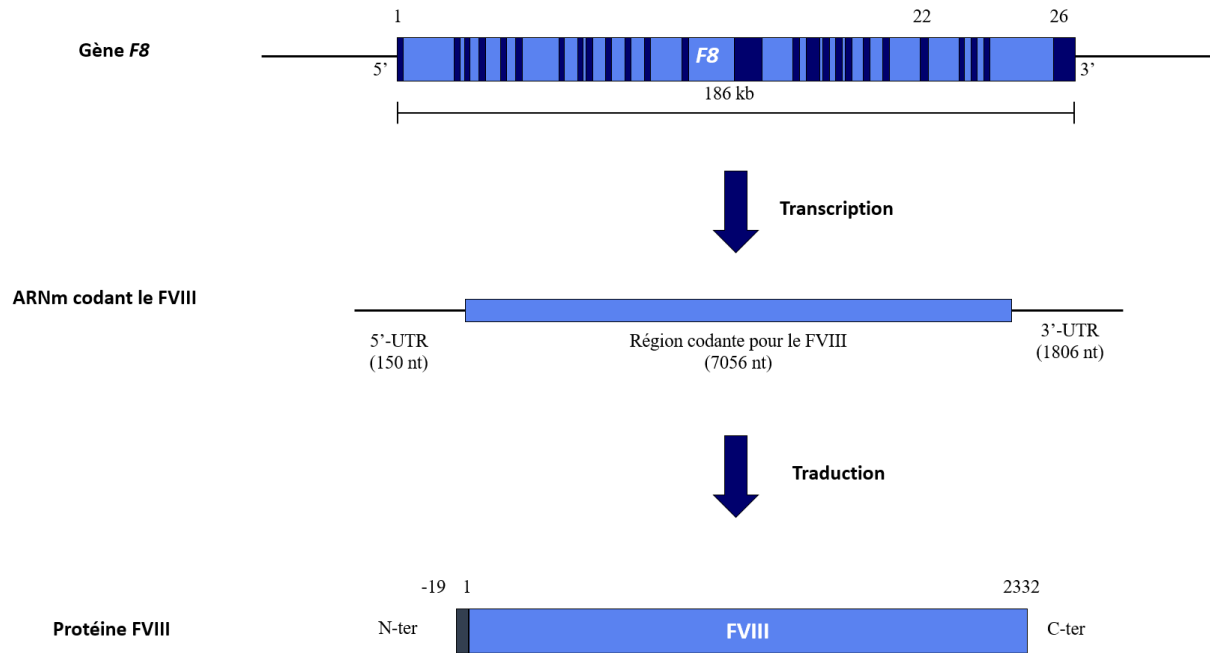 1 22 26
Gène F8
F8
5’ 3’
186 kb
Transcription
ARNm codant le FVIII
5’-UTR
(150 nt)
Région codante pour le FVIII
(7056 nt)
3’-UTR
(1806 nt)
Traduction
-19 1 2332
Protéine FVIII
N-ter
FVIII
C-ter